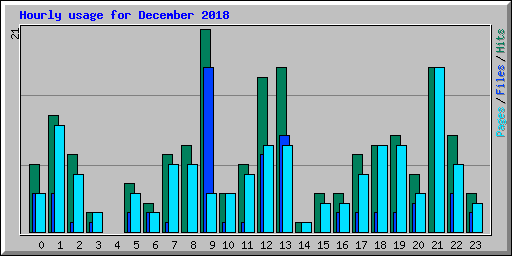 Hourly usage for December 2018
21
Pages/Files/Hits
0 1 2 3 4 5 6 7 8 9 10 11 12 13 14 15 16 17 18 19 20 21 22 23